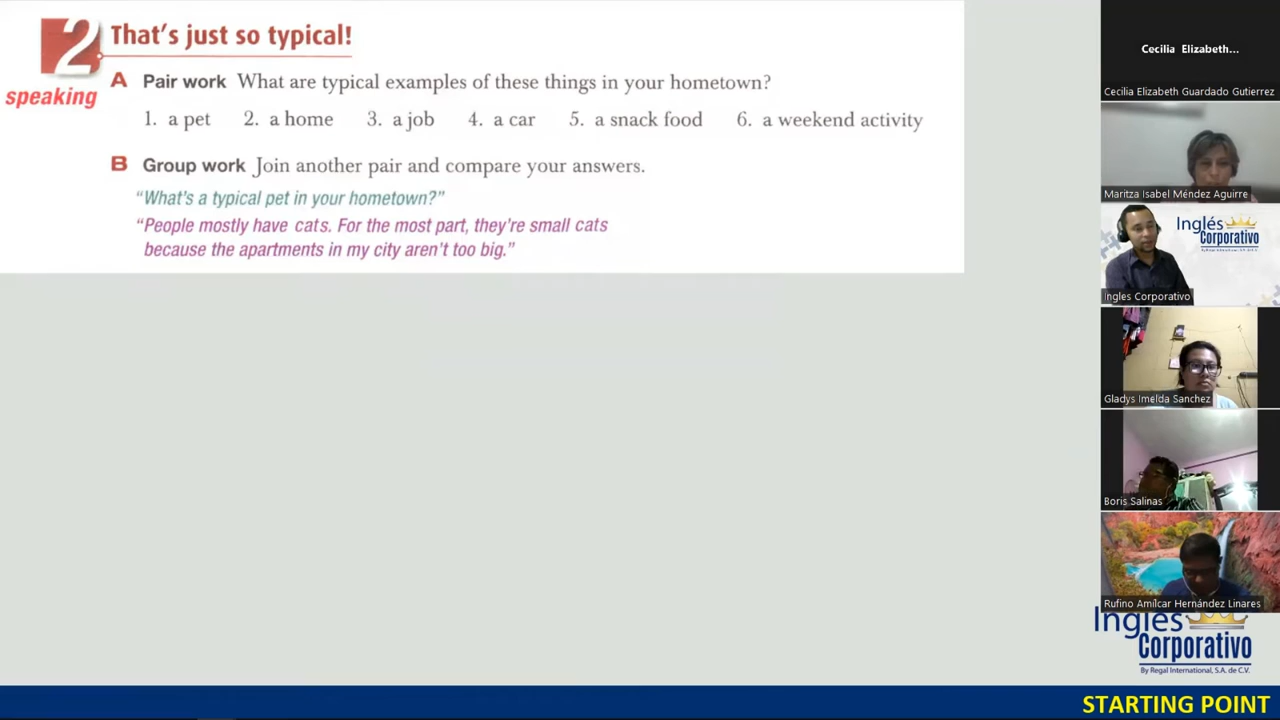 2
speaking
That's just so typical!
A Pair work What are typical examples of these things in your hometown?
1. a pet 2. a home 3. a job 4. a car 5. a snack food 6. a weekend activity
B Group work Join another pair and compare your answers.
"What's a typical pet in your hometown?"
"People mostly have cats. For the most part, they're small cats
because the apartments in my city aren't too big."
Cecilia Elizabeth...
Cecilia Elizabeth Guardado Gutierrez
Maritza Isabel Méndez Aguirre
Inglés
Corporativo
By Regal International, S.A. de C.V.
Ingles Corporativo
Gladys Imelda Sanchez
Boris Salinas
Rufino Amílcar Hernández Linares
Inglés
Corporativo
By Regal International, S.A. de C.V.
STARTING POINT